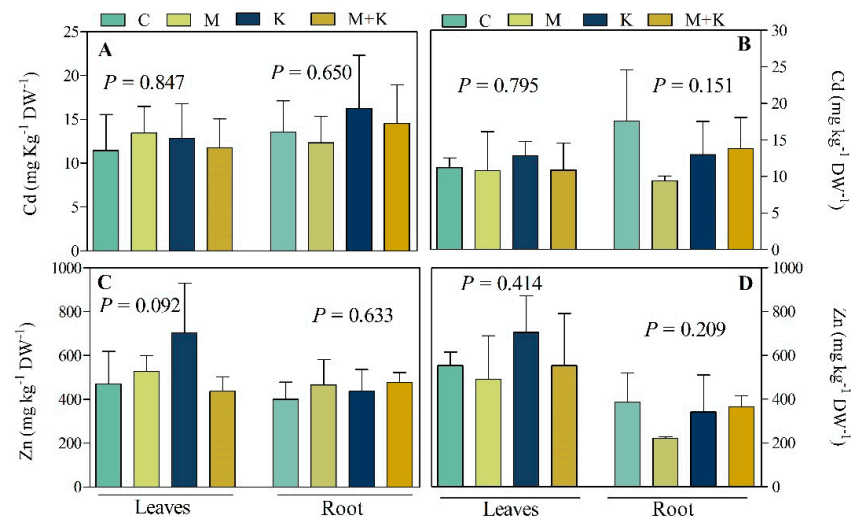 C M K M+K
A
B
25
20
15
10
5
0
Cd (mg Kg⁻¹ DW⁻¹)
P = 0.847
P = 0.650
P = 0.795
P = 0.151
30
25
20
15
10
5
0
Cd (mg kg⁻¹ DW⁻¹)
C
D
1000
800
600
400
200
0
Zn (mg kg⁻¹ DW⁻¹)
P = 0.092
P = 0.633
P = 0.414
P = 0.209
1000
800
600
400
200
0
Zn (mg kg⁻¹ DW⁻¹)
Leaves Root Leaves Root